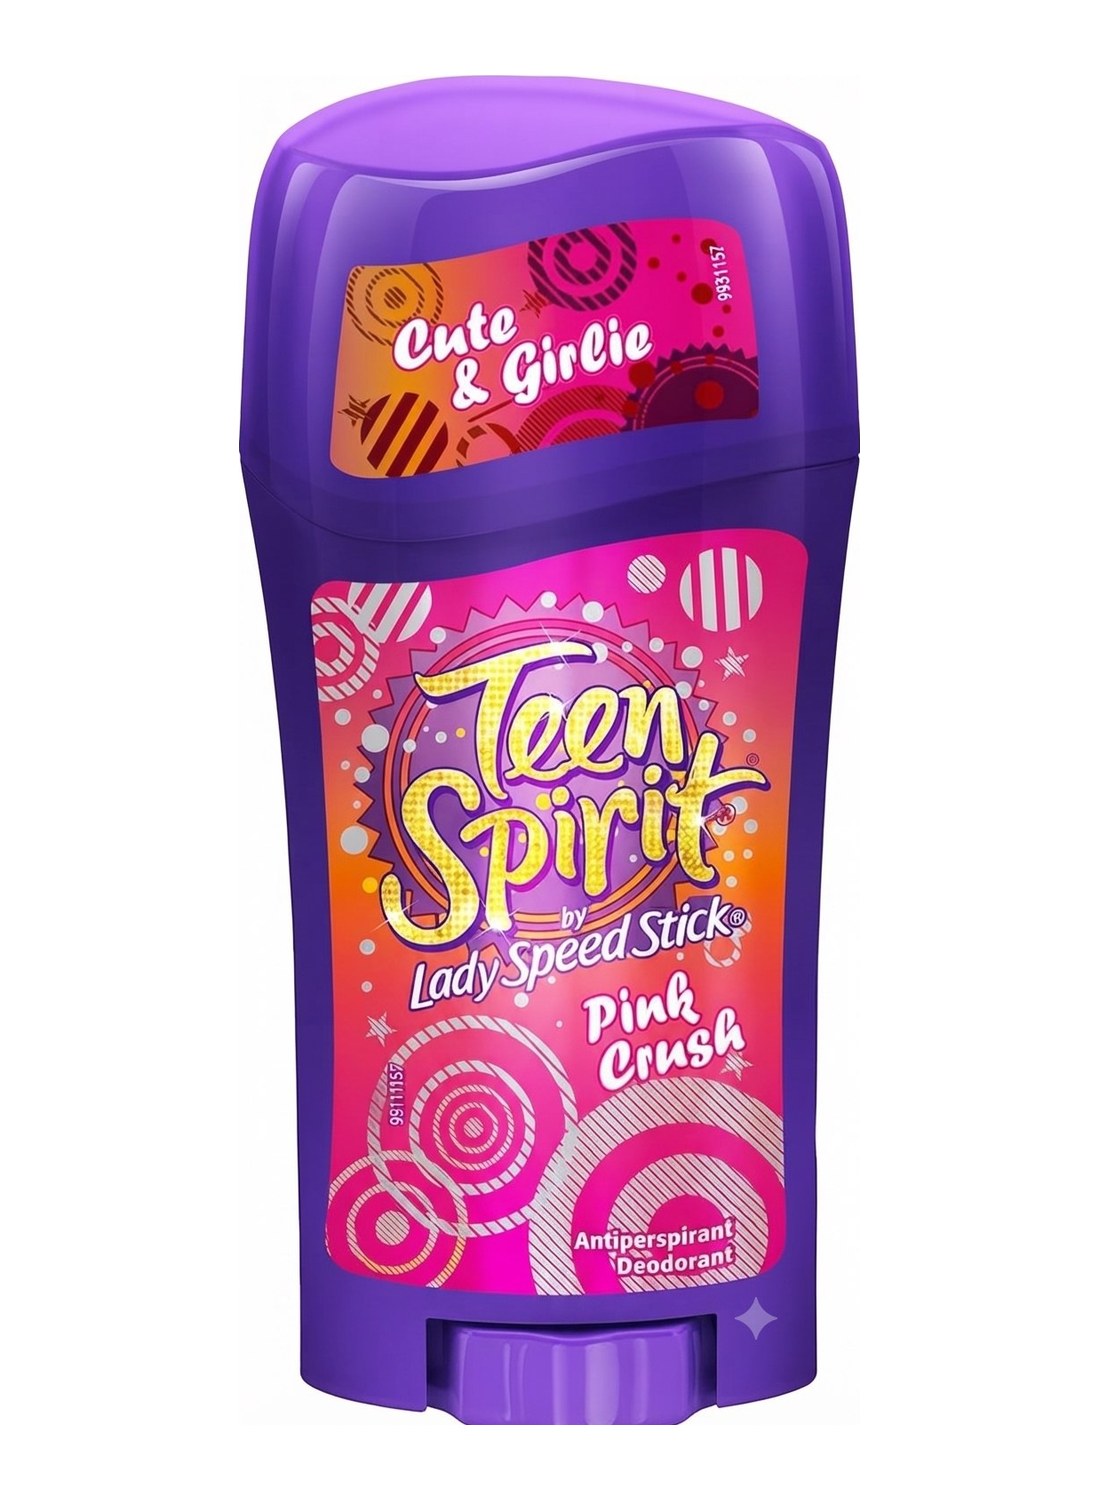 Cute
& Girlie
9931157
Teen
Spirit®
by
Lady Speed Stick®
Pink
Crush
99111157
Antiperspirant
Deodorant